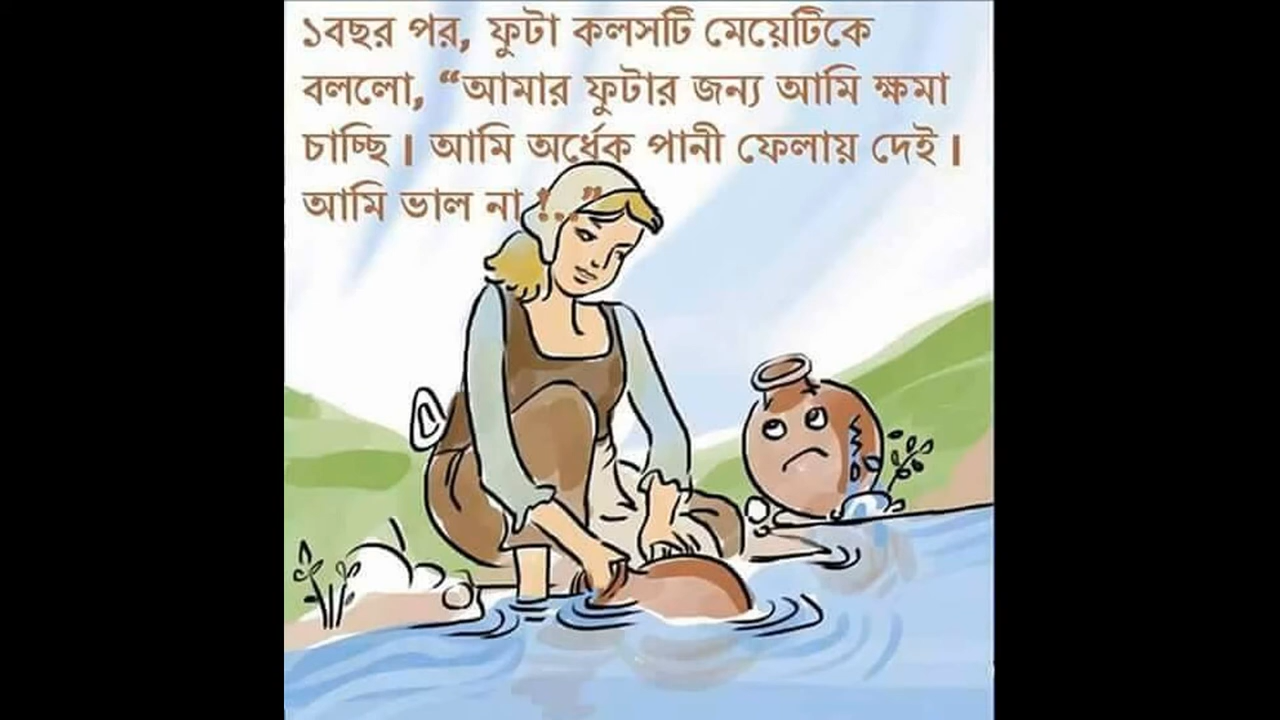 ১বছর পর, ফুটা কলসটি মেয়েটিকে
বললো, “আমার ফুটার জন্য আমি ক্ষমা
চাচ্ছি। আমি অর্ধেক পানী ফেলায় দেই।
আমি ভাল না !..”